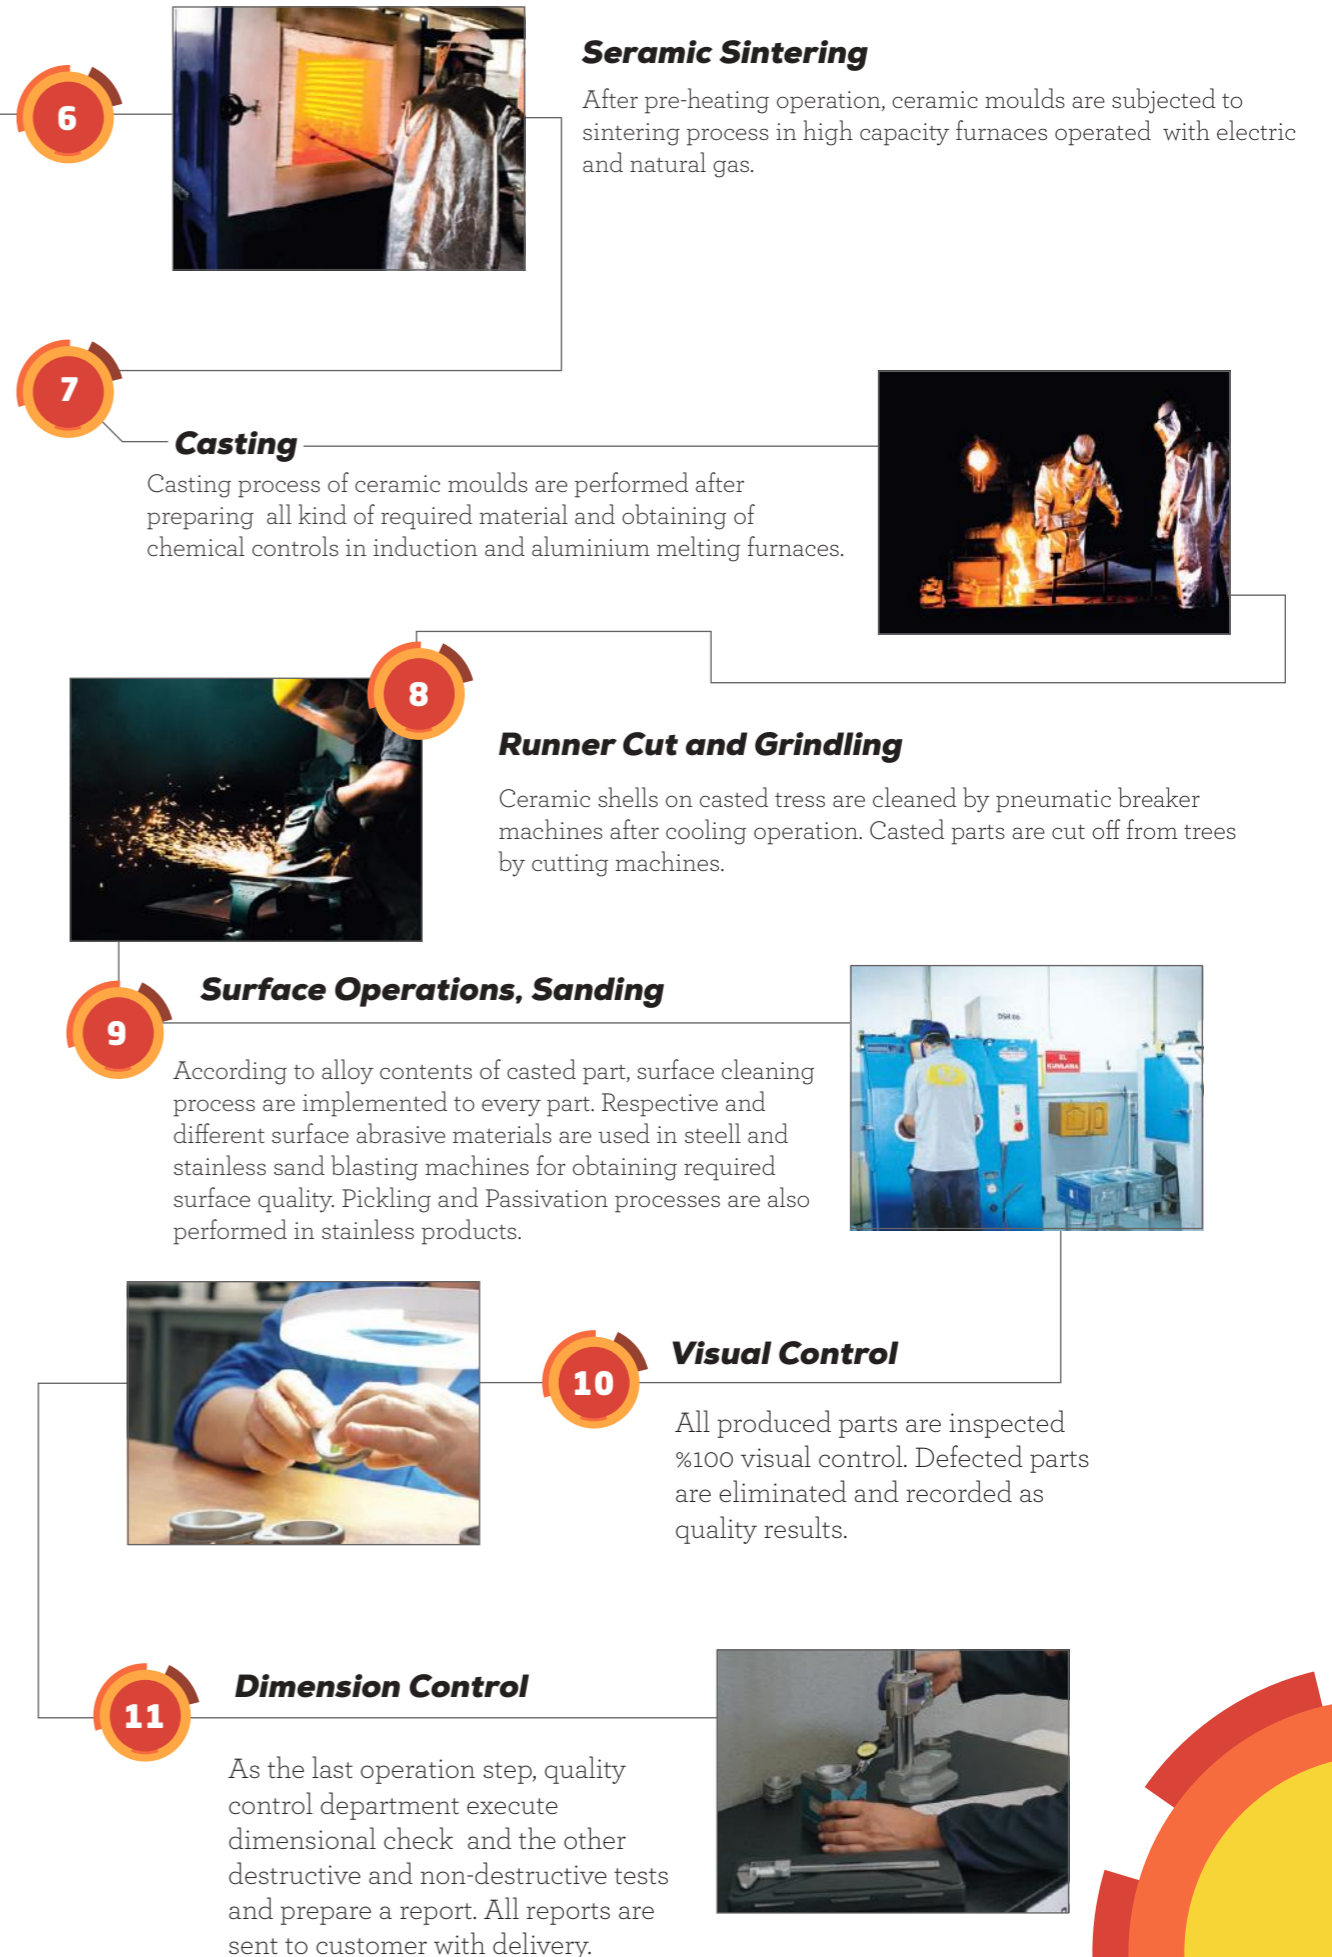 6
Seramic Sintering
After pre-heating operation, ceramic moulds are subjected to
sintering process in high capacity furnaces operated with electric
and natural gas.
7
Casting
Casting process of ceramic moulds are performed after
preparing all kind of required material and obtaining of
chemical controls in induction and aluminium melting furnaces.
8
Runner Cut and Grindling
Ceramic shells on casted tress are cleaned by pneumatic breaker
machines after cooling operation. Casted parts are cut off from trees
by cutting machines.
9
Surface Operations, Sanding
According to alloy contents of casted part, surface cleaning
process are implemented to every part. Respective and
different surface abrasive materials are used in steell and
stainless sand blasting machines for obtaining required
surface quality. Pickling and Passivation processes are also
performed in stainless products.
DSR 06
EL
KUMLAMA
10
Visual Control
All produced parts are inspected
%100 visual control. Defected parts
are eliminated and recorded as
quality results.
11
Dimension Control
As the last operation step, quality
control department execute
dimensional check and the other
destructive and non-destructive tests
and prepare a report. All reports are
sent to customer with delivery.